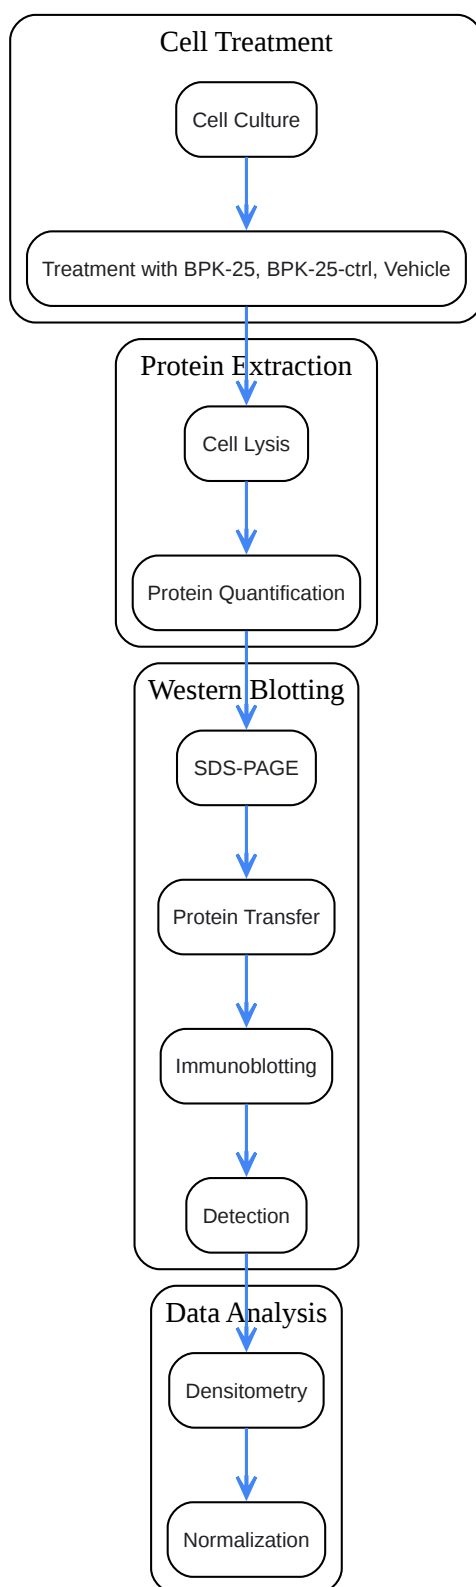 Cell Treatment
Cell Culture
Treatment with BPK-25, BPK-25-ctrl, Vehicle
Protein Extraction
Cell Lysis
Protein Quantification
Western Blotting
SDS-PAGE
Protein Transfer
Immunoblotting
Detection
Data Analysis
Densitometry
Normalization